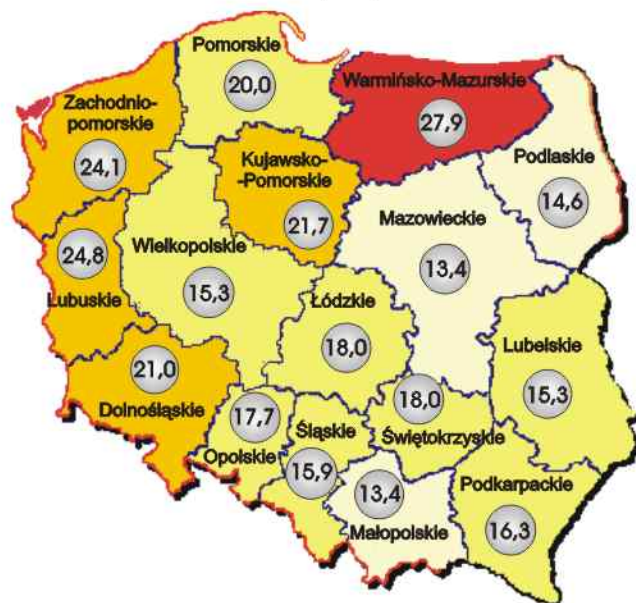 Pomorskie
20,0
Warmińsko-Mazurskie
27,9
Zachodnio-
pomorskie
24,1
Kujawsko-
-Pomorskie
21,7
Podlaskie
14,6
Mazowieckie
13,4
24,8
Lubuskie
Wielkopolskie
15,3
Łódzkie
18,0
Lubelskie
15,3
21,0
Dolnośląskie
17,7
Opolskie
Śląskie
15,9
18,0
Świętokrzyskie
13,4
Małopolskie
Podkarpackie
16,3